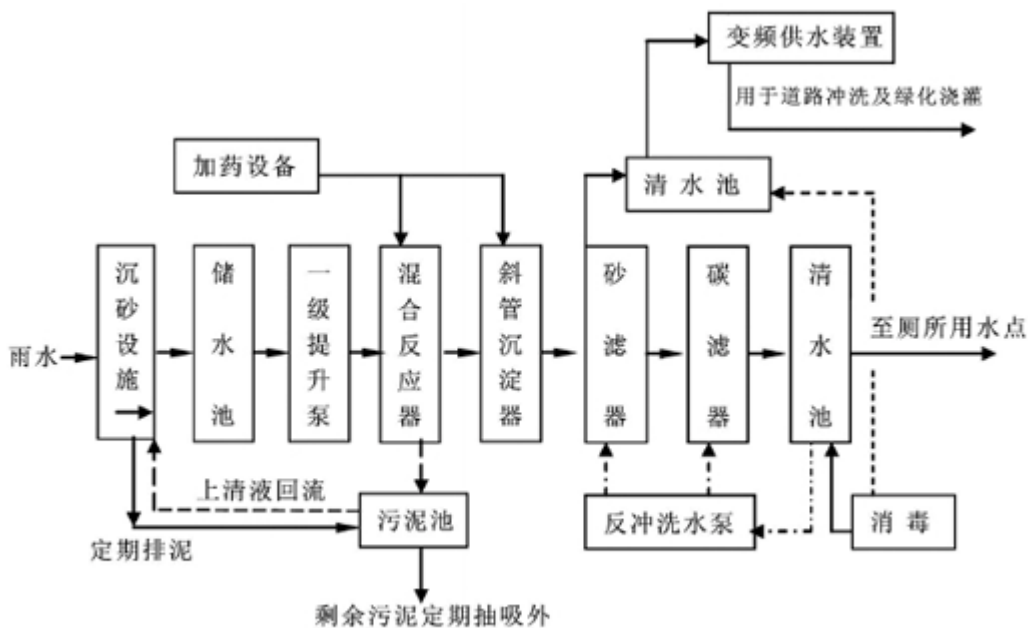 变频供水装置
用于道路冲洗及绿化浇灌
加药设备
清水池
雨水
沉砂设施
储水池
一级提升泵
混合反应器
斜管沉淀器
砂滤器
碳滤器
清水池
至厕所用水点
上清液回流
污泥池
反冲洗水泵
消毒
定期排泥
剩余污泥定期抽吸外